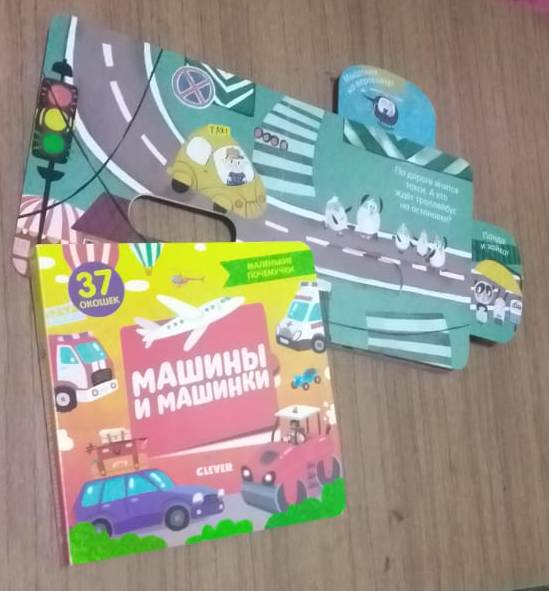 TAXI
По дороге мчится
такси. А кто
ждёт троллейбус
на остановке?
37
ОКОШЕК
МАЛЕНЬКИЕ
ПОЧЕМУЧКИ
МАШИНЫ
И МАШИНКИ
CLEVER